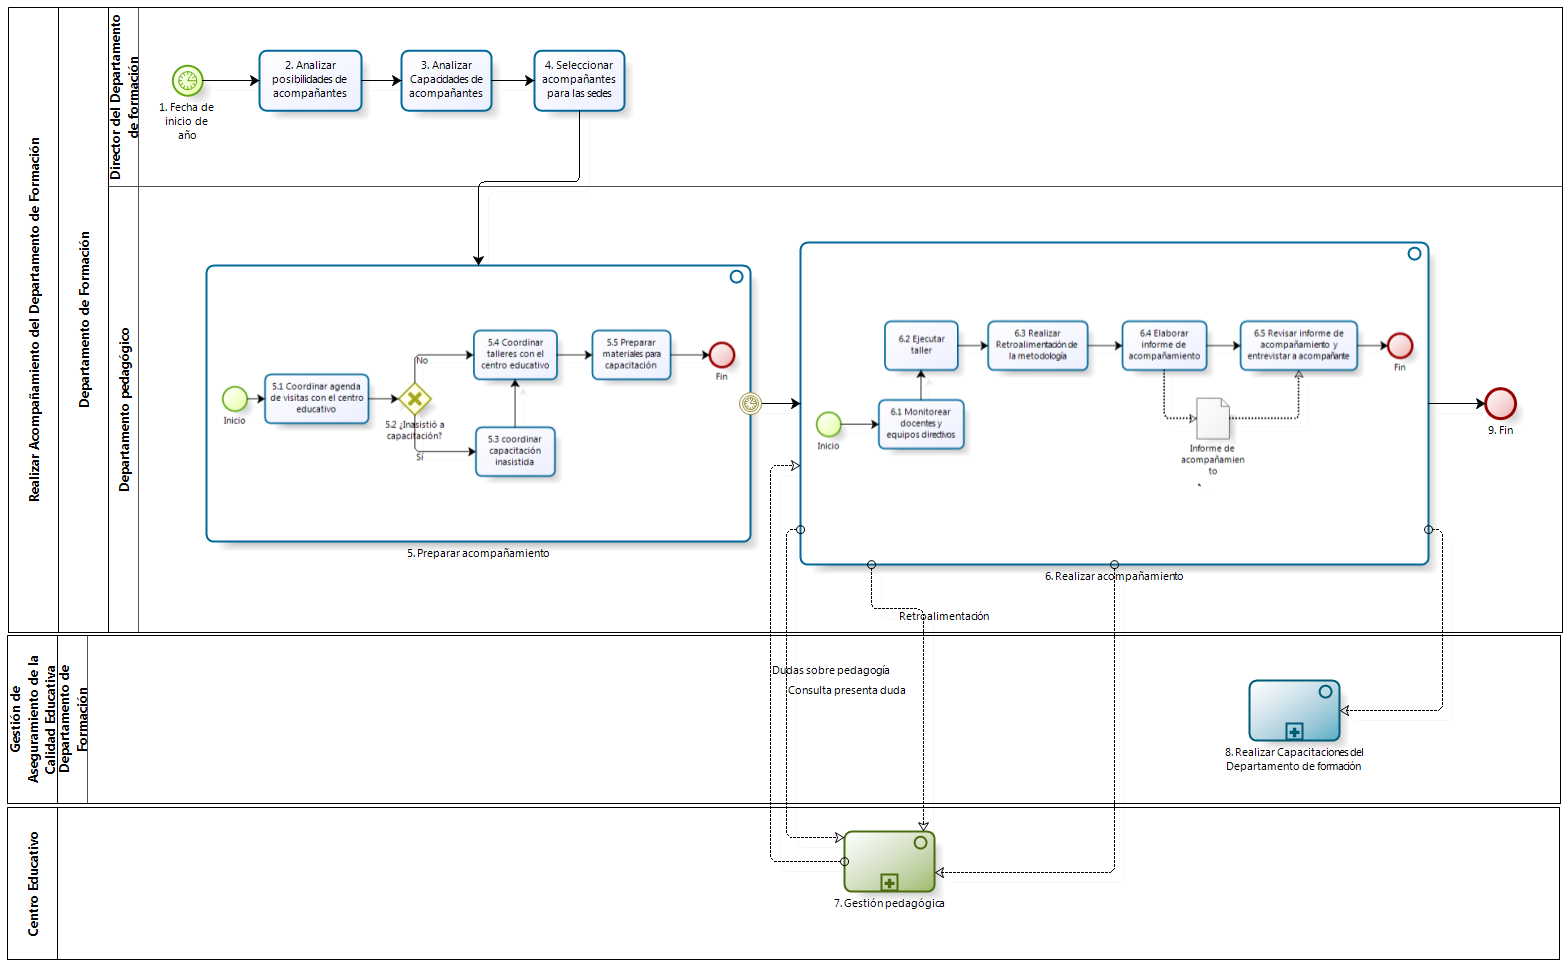 Realizar Acompañamiento del Departamento de Formación
Departamento de Formación
Director del Departamento
de formación
1. Fecha de
inicio de
año
2. Analizar
posibilidades de
acompañantes
3. Analizar
Capacidades de
acompañantes
4. Seleccionar
acompañantes
para las sedes
Departamento pedagógico
Inicio
5.1 Coordinar agenda
de visitas con el centro
educativo
5.2 ¿Inasistió a
capacitación?
No
Sí
5.3 coordinar
capacitación
inasistida
5.4 Coordinar
talleres con el
centro educativo
5.5 Preparar
materiales para
capacitación
Fin
5. Preparar acompañamiento
Inicio
6.1 Monitorear
docentes y
equipos directivos
6.2 Ejecutar
taller
6.3 Realizar
Retroalimentación de
la metodología
6.4 Elaborar
informe de
acompañamiento
6.5 Revisar informe de
acompañamiento y
entrevistar a acompañante
Informe de
acompañamien
to
Fin
6. Realizar acompañamiento
9. Fin
Retroalimentación
Gestión de
Aseguramiento de la
Calidad Educativa
Departamento de
Formación
Dudas sobre pedagogía
Consulta presenta duda
8. Realizar Capacitaciones del
Departamento de formación
Centro Educativo
7. Gestión pedagógica